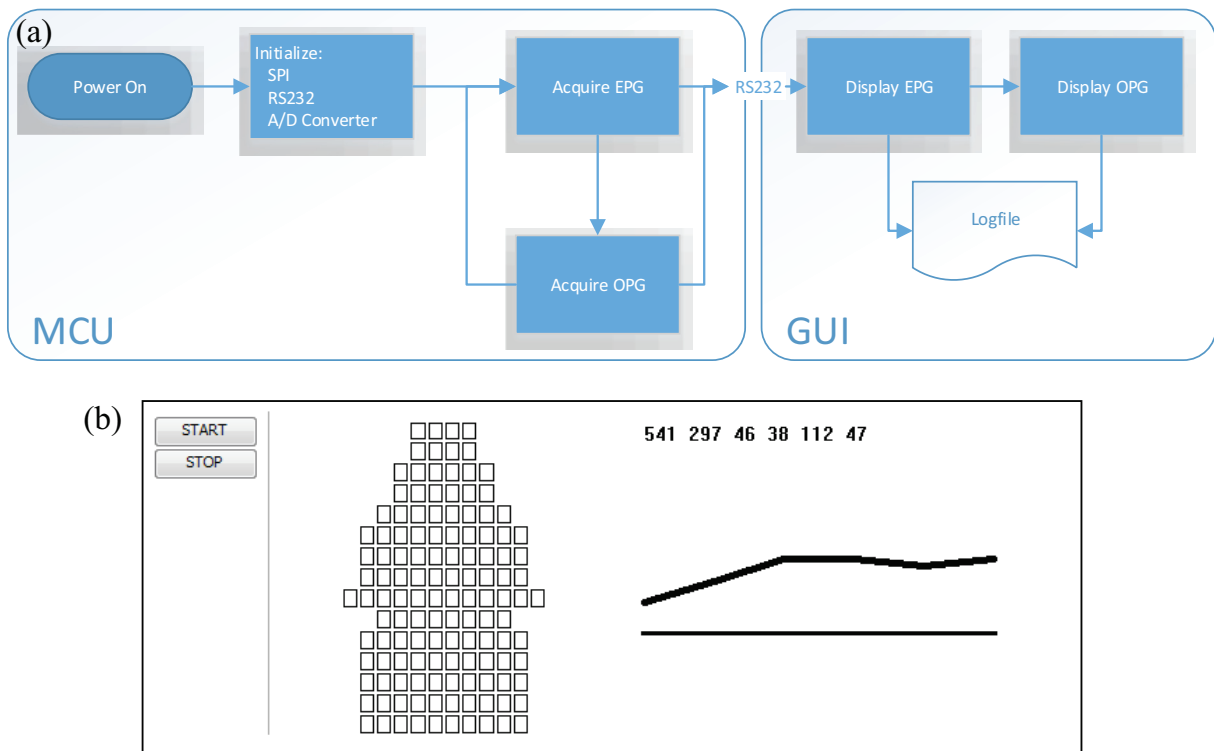 (a)
Power On
Initialize:
SPI
RS232
A/D Converter
Acquire EPG
RS232
Display EPG
Display OPG
Logfile
Acquire OPG
MCU
GUI
(b)
START
STOP
541 297 46 38 112 47